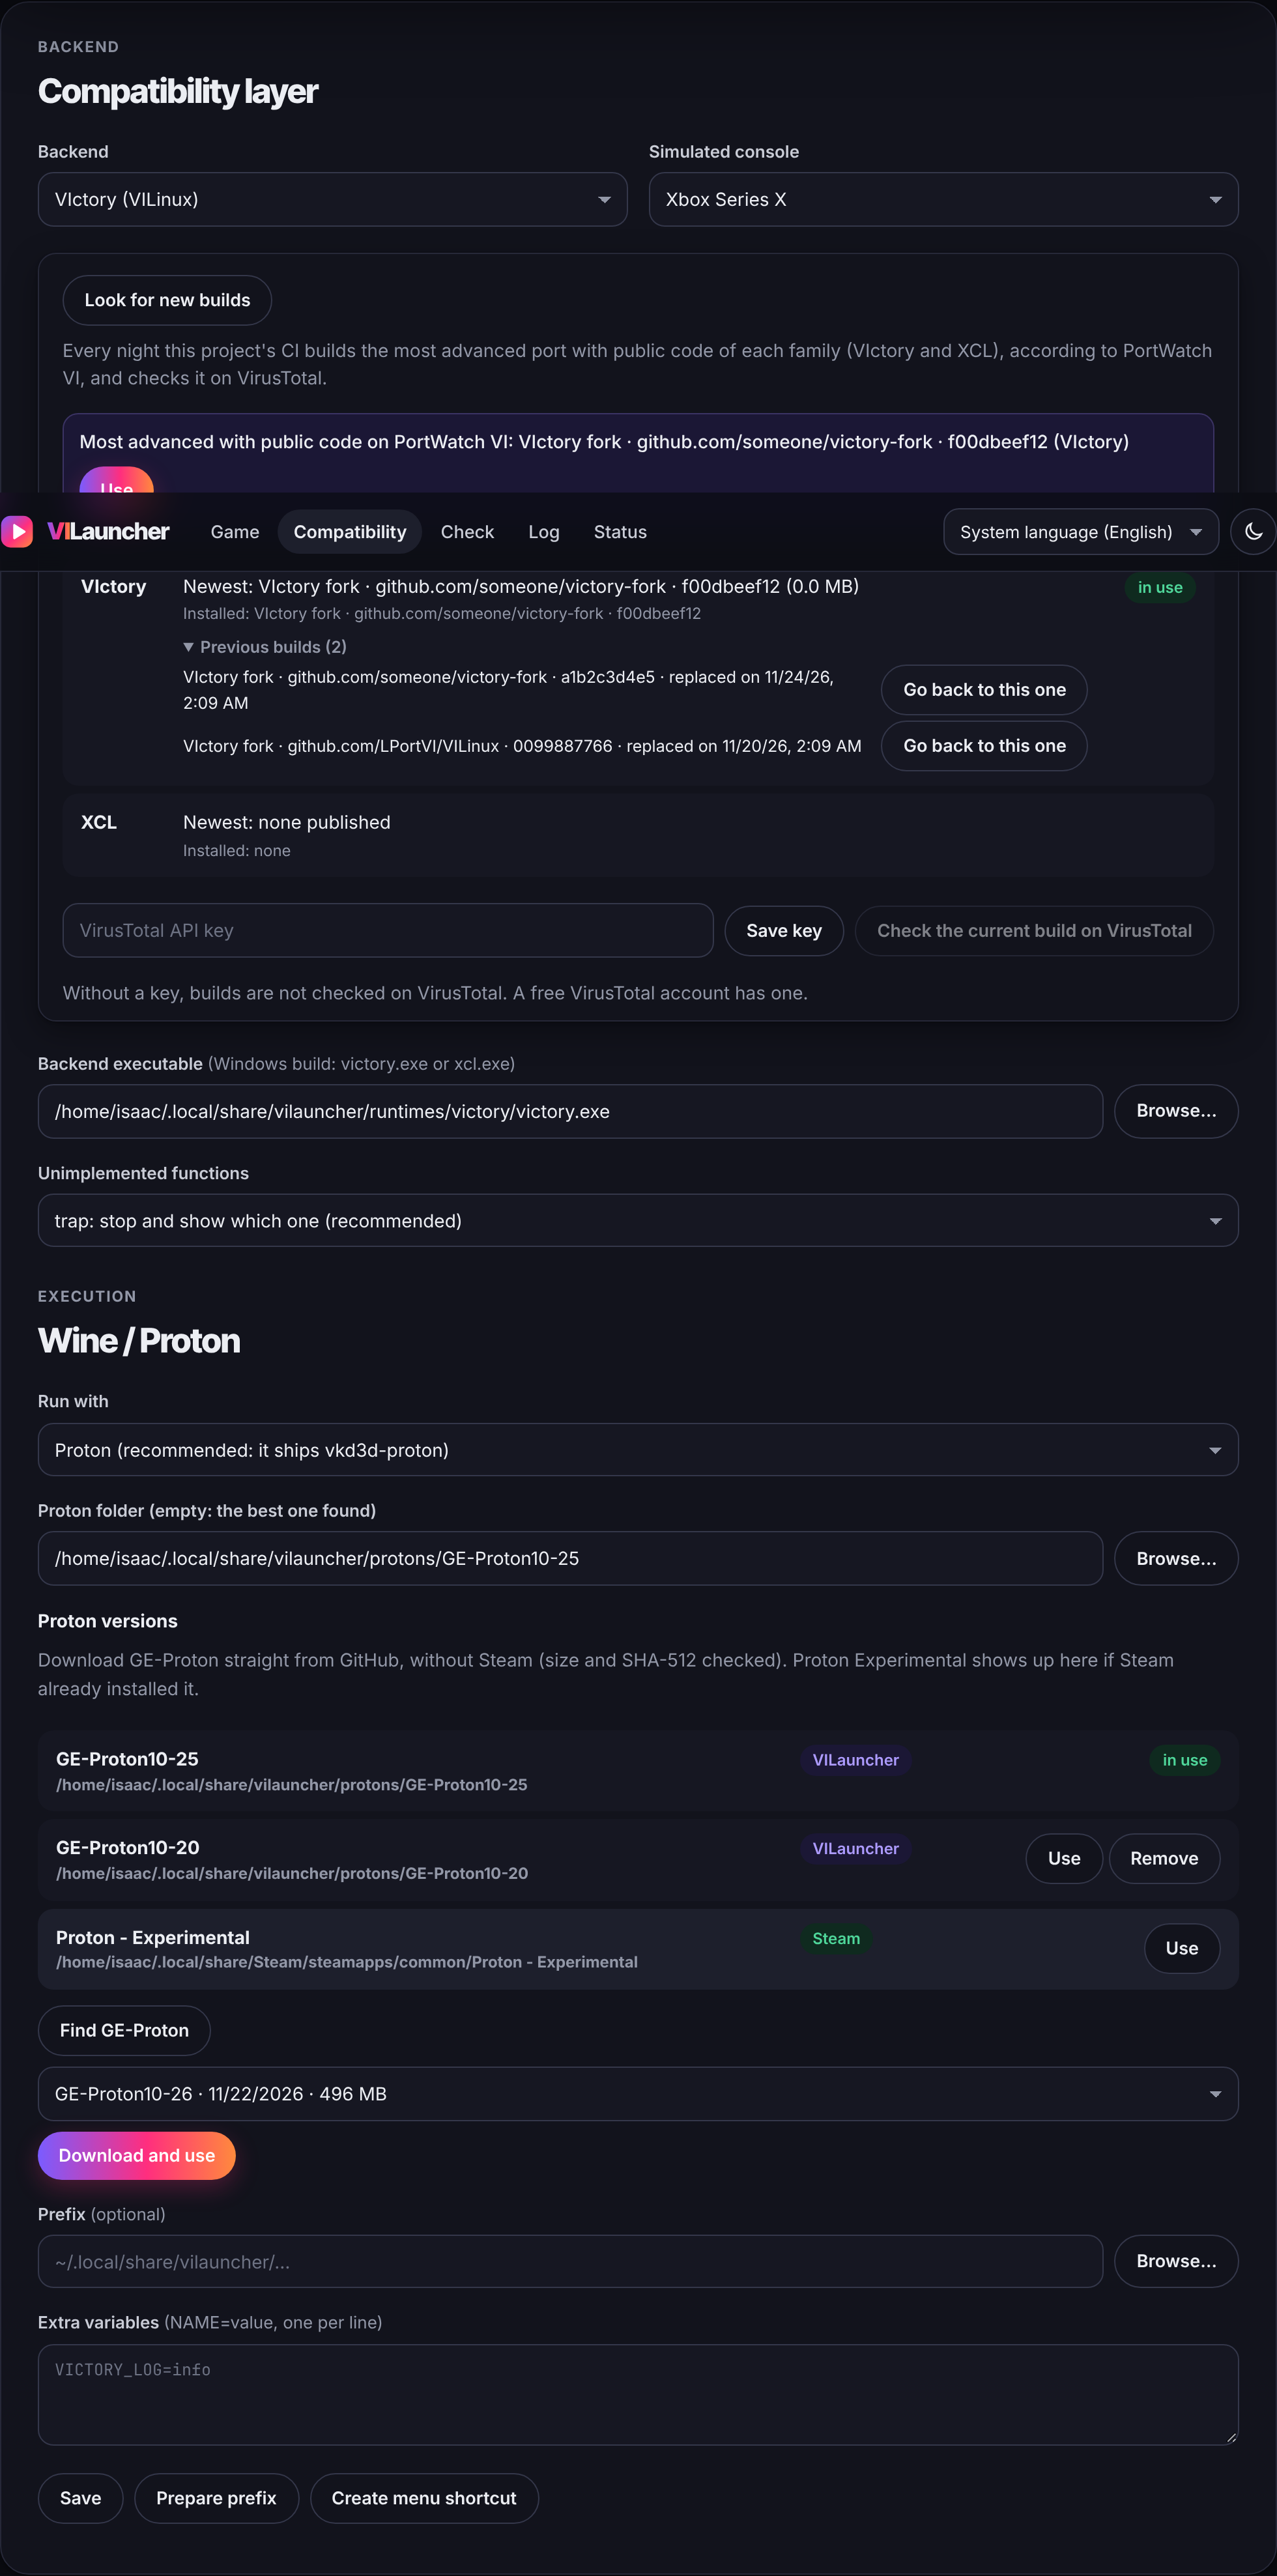 BACKEND
Compatibility layer
Backend
Simulated console
VIctory (VILinux)
Xbox Series X
Look for new builds
Every night this project's CI builds the most advanced port with public code of each family (VIctory and XCL), according to PortWatch
VI, and checks it on VirusTotal.
Most advanced with public code on PortWatch VI: VIctory fork · github.com/someone/victory-fork · f00dbeef12 (VIctory)
Use
VILauncher
Game
Compatibility
Check
Log
Status
System language (English)
VIctory
Newest: VIctory fork · github.com/someone/victory-fork · f00dbeef12 (0.0 MB)
in use
Installed: VIctory fork · github.com/someone/victory-fork · f00dbeef12
▼ Previous builds (2)
VIctory fork · github.com/someone/victory-fork · a1b2c3d4e5 · replaced on 11/24/26,
2:09 AM
Go back to this one
VIctory fork · github.com/LPortVI/VILinux · 0099887766 · replaced on 11/20/26, 2:09 AM
Go back to this one
XCL
Newest: none published
Installed: none
VirusTotal API key
Save key
Check the current build on VirusTotal
Without a key, builds are not checked on VirusTotal. A free VirusTotal account has one.
Backend executable (Windows build: victory.exe or xcl.exe)
/home/isaac/.local/share/vilauncher/runtimes/victory/victory.exe
Browse...
Unimplemented functions
trap: stop and show which one (recommended)
EXECUTION
Wine / Proton
Run with
Proton (recommended: it ships vkd3d-proton)
Proton folder (empty: the best one found)
/home/isaac/.local/share/vilauncher/protons/GE-Proton10-25
Browse...
Proton versions
Download GE-Proton straight from GitHub, without Steam (size and SHA-512 checked). Proton Experimental shows up here if Steam
already installed it.
GE-Proton10-25
/home/isaac/.local/share/vilauncher/protons/GE-Proton10-25
VILauncher
in use
GE-Proton10-20
/home/isaac/.local/share/vilauncher/protons/GE-Proton10-20
VILauncher
Use
Remove
Proton - Experimental
/home/isaac/.local/share/Steam/steamapps/common/Proton - Experimental
Steam
Use
Find GE-Proton
GE-Proton10-26 · 11/22/2026 · 496 MB
Download and use
Prefix (optional)
~/.local/share/vilauncher/...
Browse...
Extra variables (NAME=value, one per line)
VICTORY_LOG=info
Save
Prepare prefix
Create menu shortcut